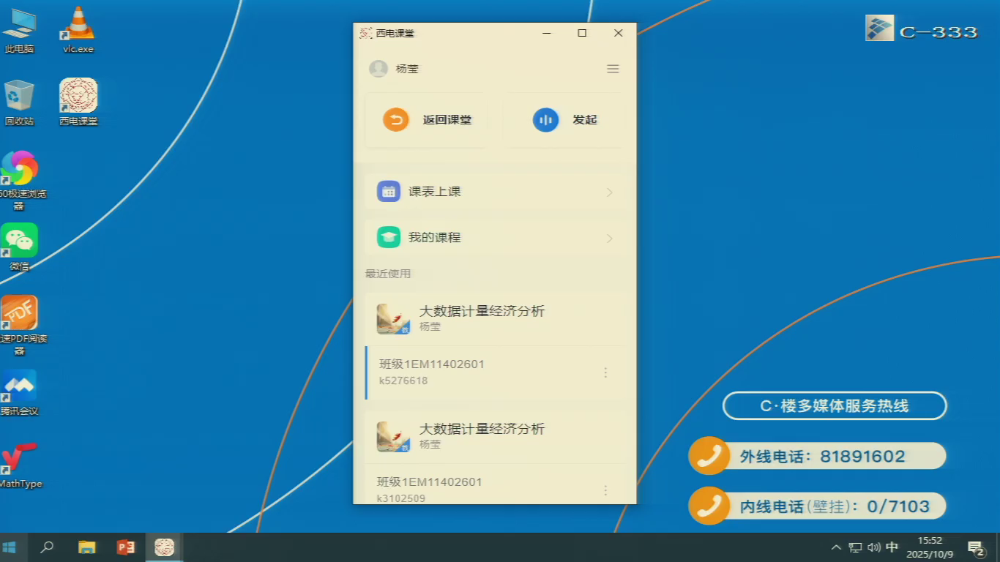 此电脑
vlc.exe
回收站
西电课堂
60极速浏览
器
微信
速PDF阅读
器
腾讯会议
MathType
西电课堂
杨莹
返回课堂
发起
课表上课
我的课程
最近使用
大数据计量经济分析
杨莹
教
班级1EM11402601
k5276618
大数据计量经济分析
杨莹
教
班级1EM11402601
k3102509
C-333
C·楼多媒体服务热线
外线电话：81891602
内线电话(壁挂)：0/7103
中
15:52
2025/10/9
2